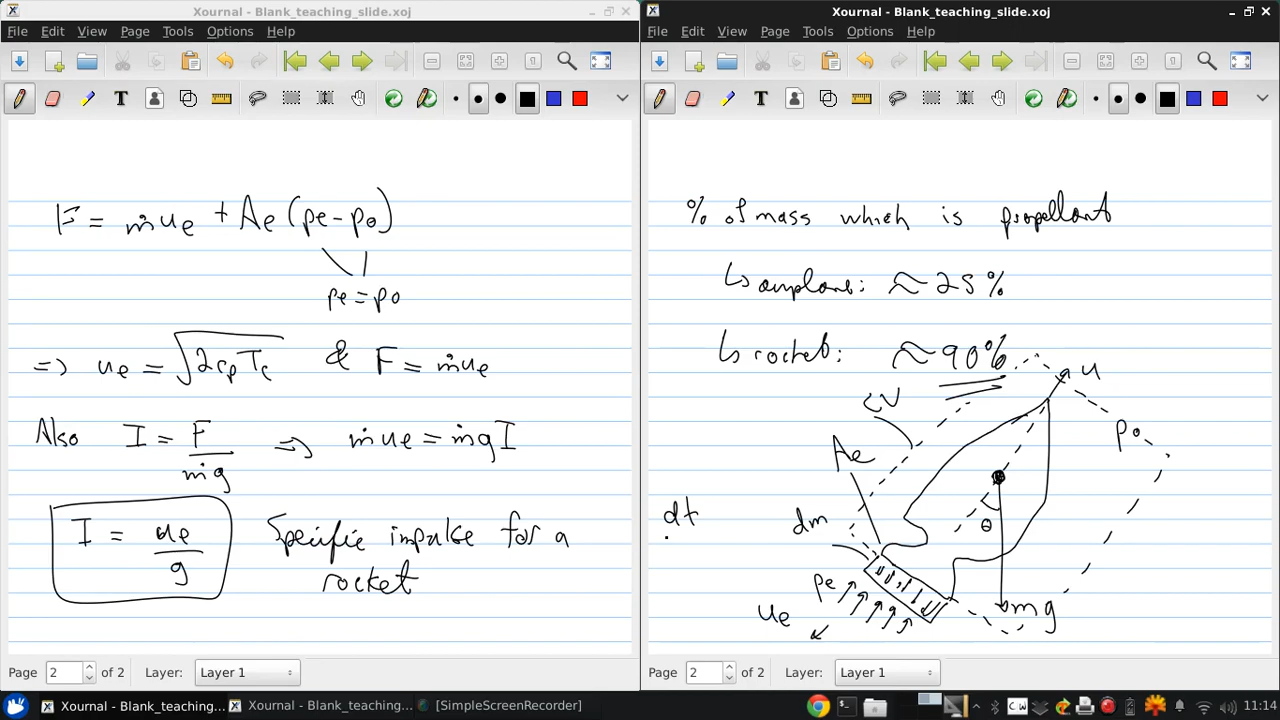 Xournal - Blank_teaching_slide.xoj
File Edit View Page Tools Options Help
F = ṁue + Ae (pe - po)
pe = po
=> ue = √2cpTc & F = ṁue
Also I = F/ṁg => ṁue = ṁgI
I = ue/g Specific impulse for a
rocket
Page 2 of 2 Layer: Layer 1
Xournal - Blank_teaching_slide.xoj
File Edit View Page Tools Options Help
% of mass which is propellant
↳ airplane: ≈ 25%
↳ rocket: ≈ 90%
u
CV
po
Ae
dt
dm
θ
pe
ue
mg
Page 2 of 2 Layer: Layer 1
Xournal - Blank_teaching... Xournal - Blank_teaching... [SimpleScreenRecorder] CW 11:14